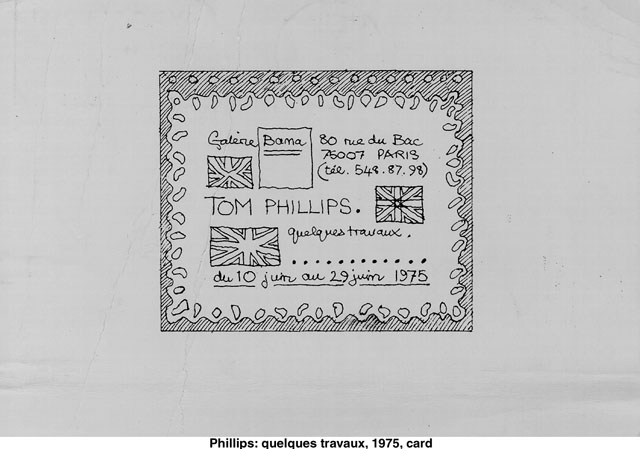 Galerie Bama 80 rue du Bac
75007 PARIS
(tél. 548.87.98)
TOM PHILLIPS.
quelques travaux.
............
du 10 juin au 29 juin 1975
Phillips: quelques travaux, 1975, card